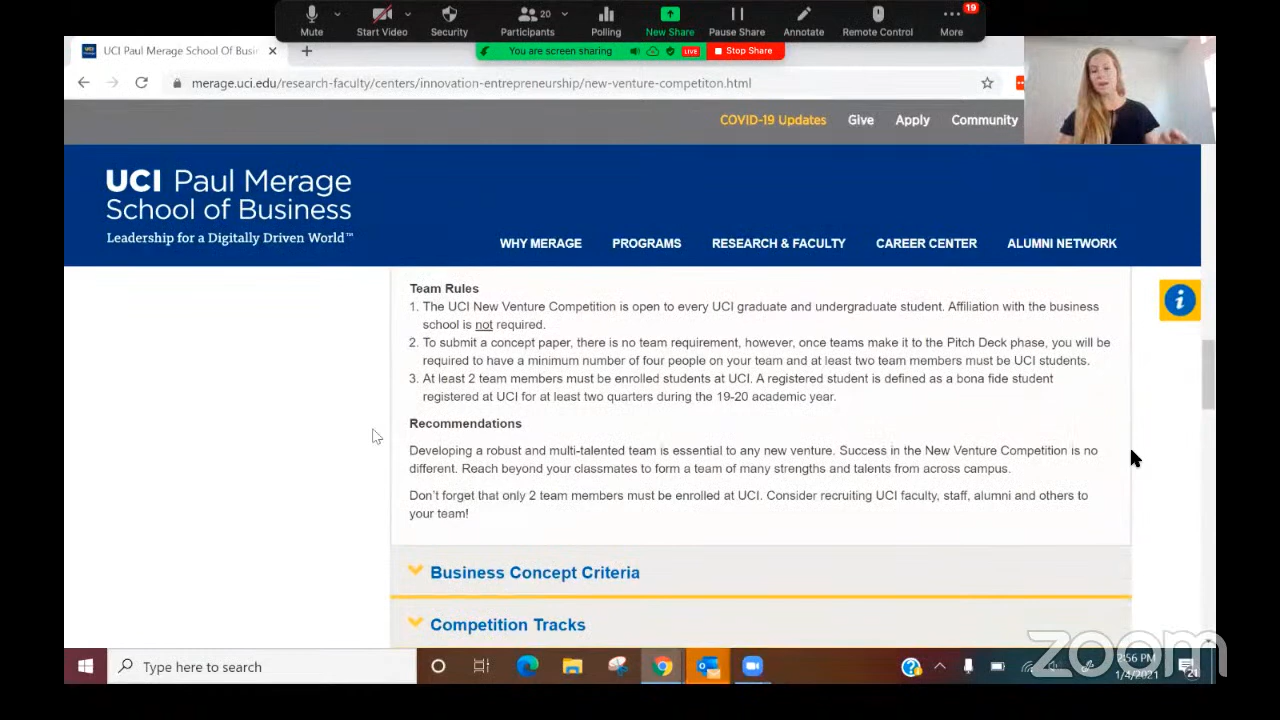 20
19
Mute
Start Video
Security
Participants
Polling
New Share
Pause Share
Annotate
Remote Control
More
UCI Paul Merage School Of Busi
You are screen sharing
LIVE
Stop Share
merage.uci.edu/research-faculty/centers/innovation-entrepreneurship/new-venture-competiton.html
COVID-19 Updates
Give
Apply
Community
UCI Paul Merage
School of Business
Leadership for a Digitally Driven World™
WHY MERAGE
PROGRAMS
RESEARCH & FACULTY
CAREER CENTER
ALUMNI NETWORK
Team Rules
1. The UCI New Venture Competition is open to every UCI graduate and undergraduate student. Affiliation with the business
school is not required.
2. To submit a concept paper, there is no team requirement, however, once teams make it to the Pitch Deck phase, you will be
required to have a minimum number of four people on your team and at least two team members must be UCI students.
3. At least 2 team members must be enrolled students at UCI. A registered student is defined as a bona fide student
registered at UCI for at least two quarters during the 19-20 academic year.
Recommendations
Developing a robust and multi-talented team is essential to any new venture. Success in the New Venture Competition is no
different. Reach beyond your classmates to form a team of many strengths and talents from across campus.
Don't forget that only 2 team members must be enrolled at UCI. Consider recruiting UCI faculty, staff, alumni and others to
your team!
Business Concept Criteria
Competition Tracks
Type here to search
2:56 PM
1/4/2021
21
zoom